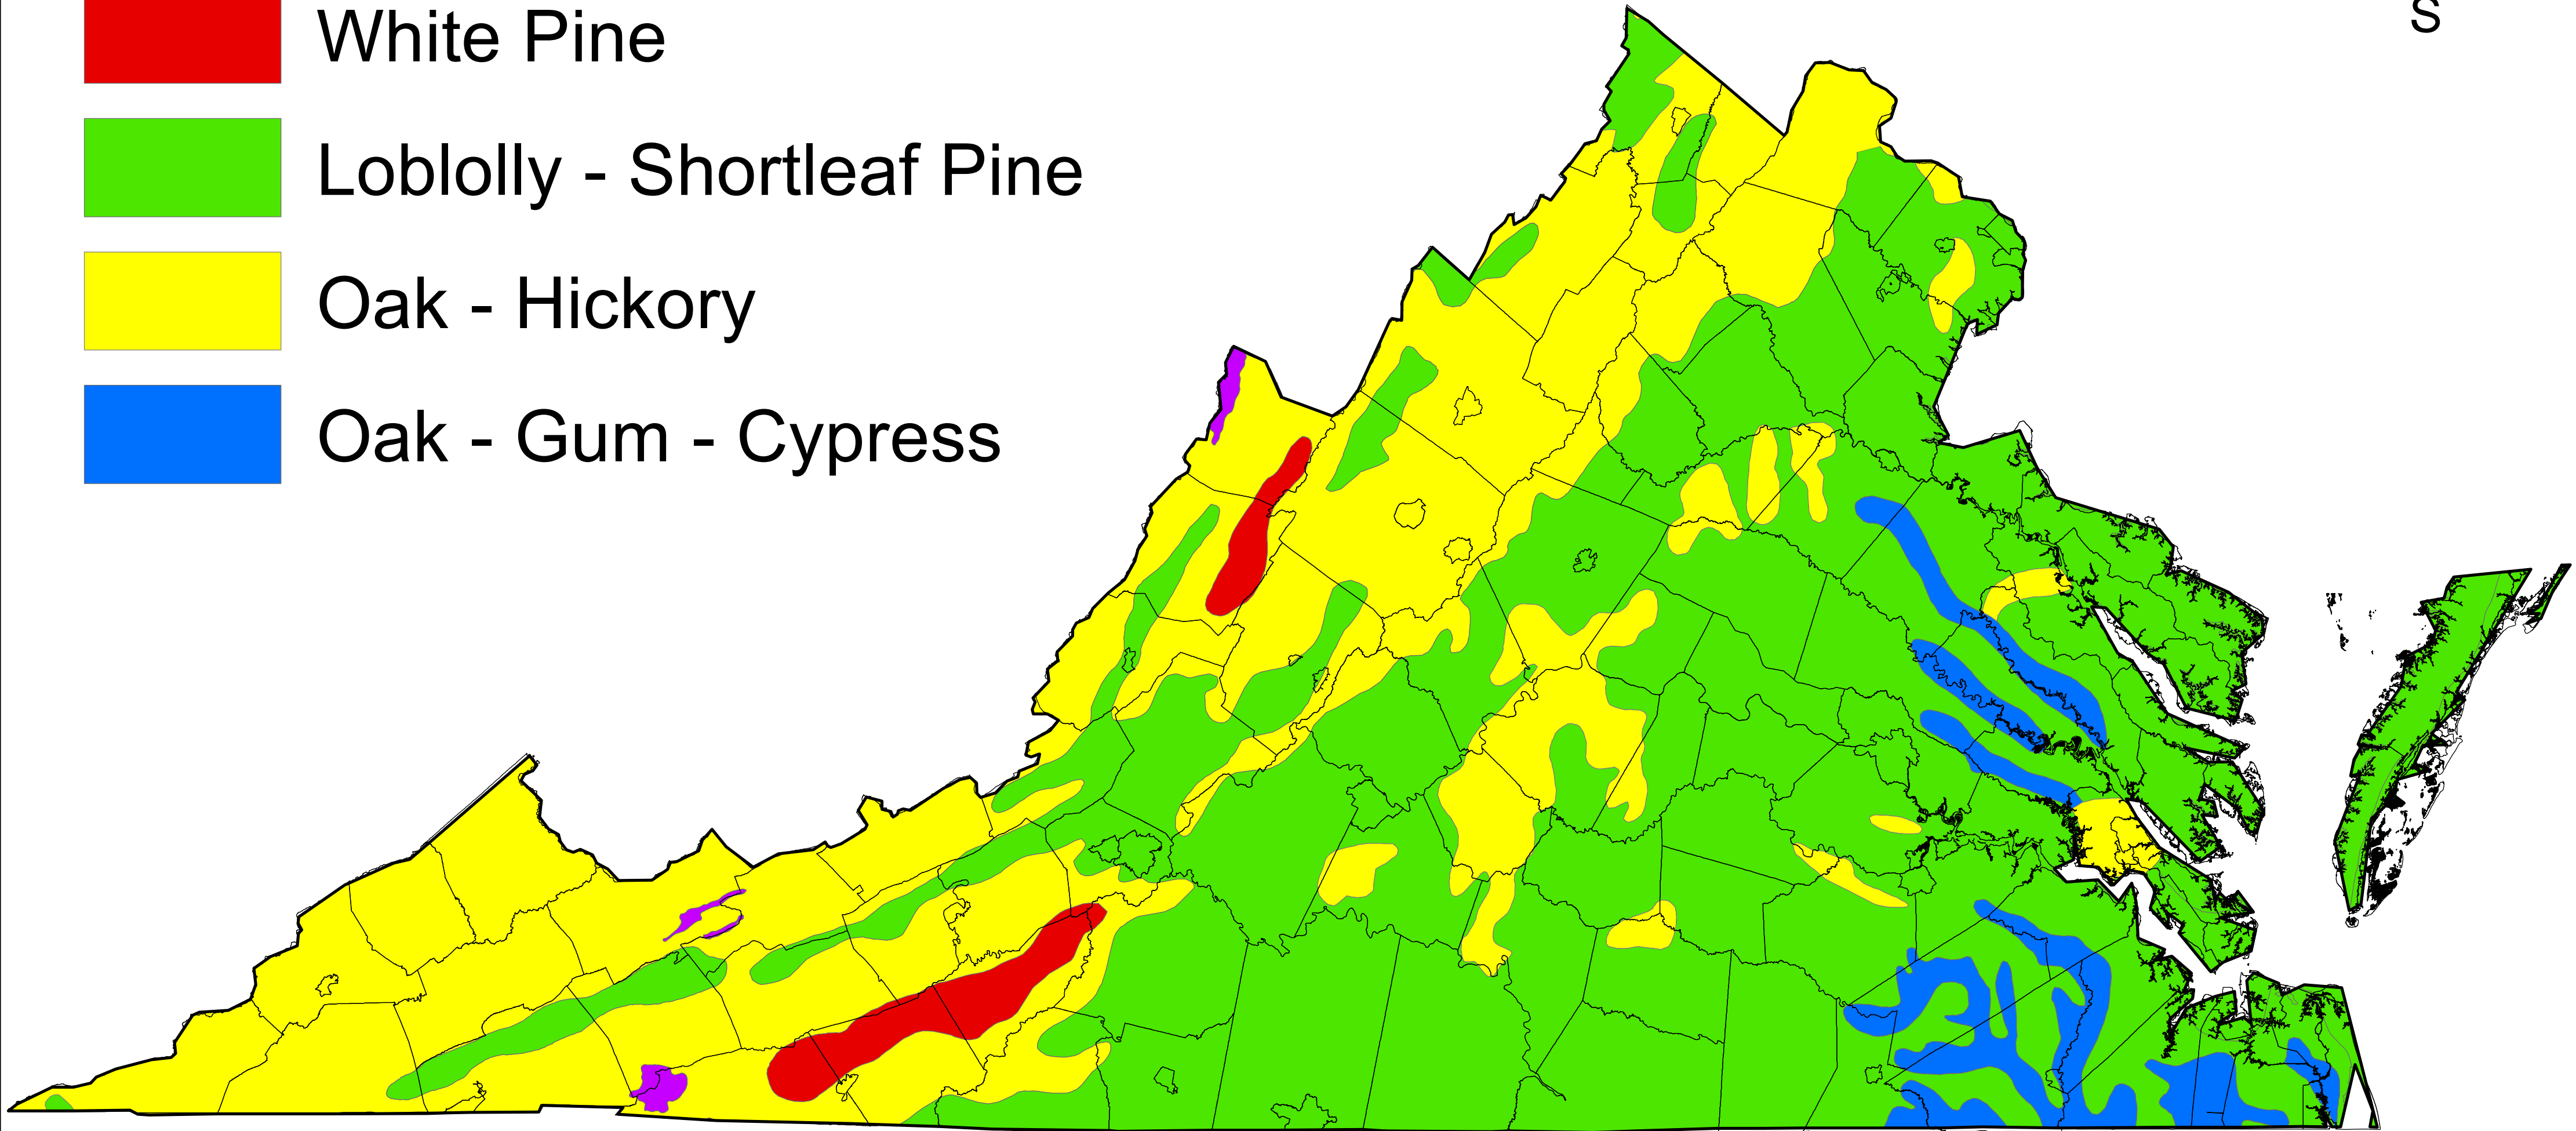 S
White Pine
Loblolly - Shortleaf Pine
Oak - Hickory
Oak - Gum - Cypress